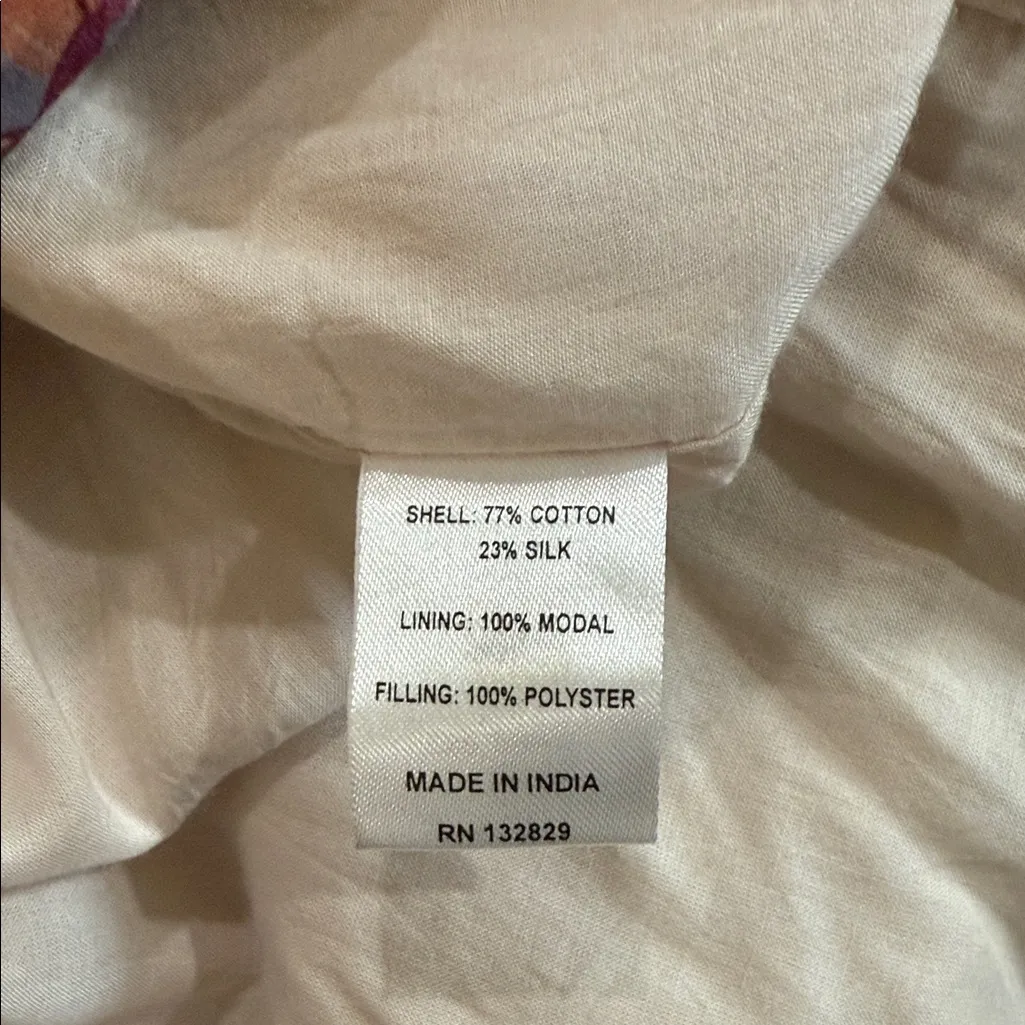 SHELL: 77% COTTON
23% SILK
LINING: 100% MODAL
FILLING: 100% POLYSTER
MADE IN INDIA
RN 132829